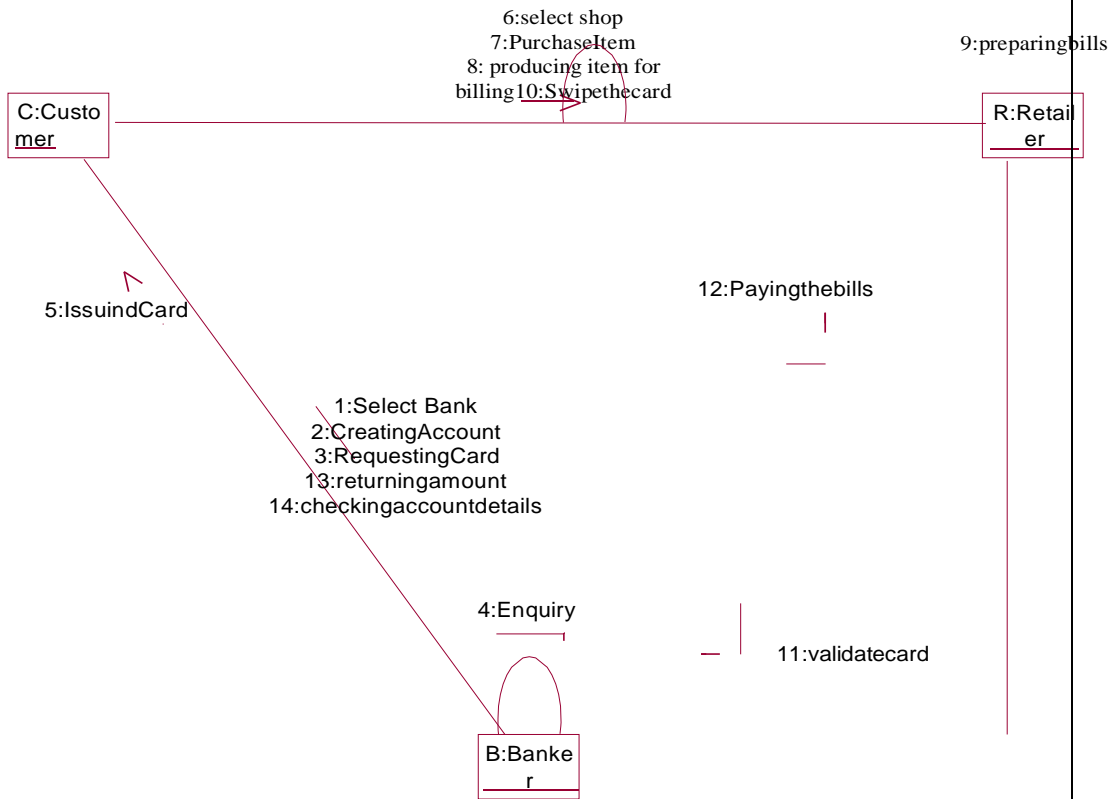 6:select shop
7:PurchaseItem
9:preparingbills
8: producing item for
billing10:Swipethecard
C:Custo
mer
R:Retail
er
5:IssuindCard
12:Payingthebills
1:Select Bank
2:CreatingAccount
3:RequestingCard
13:returningamount
14:checkingaccountdetails
4:Enquiry
11:validatecard
B:Banke
r